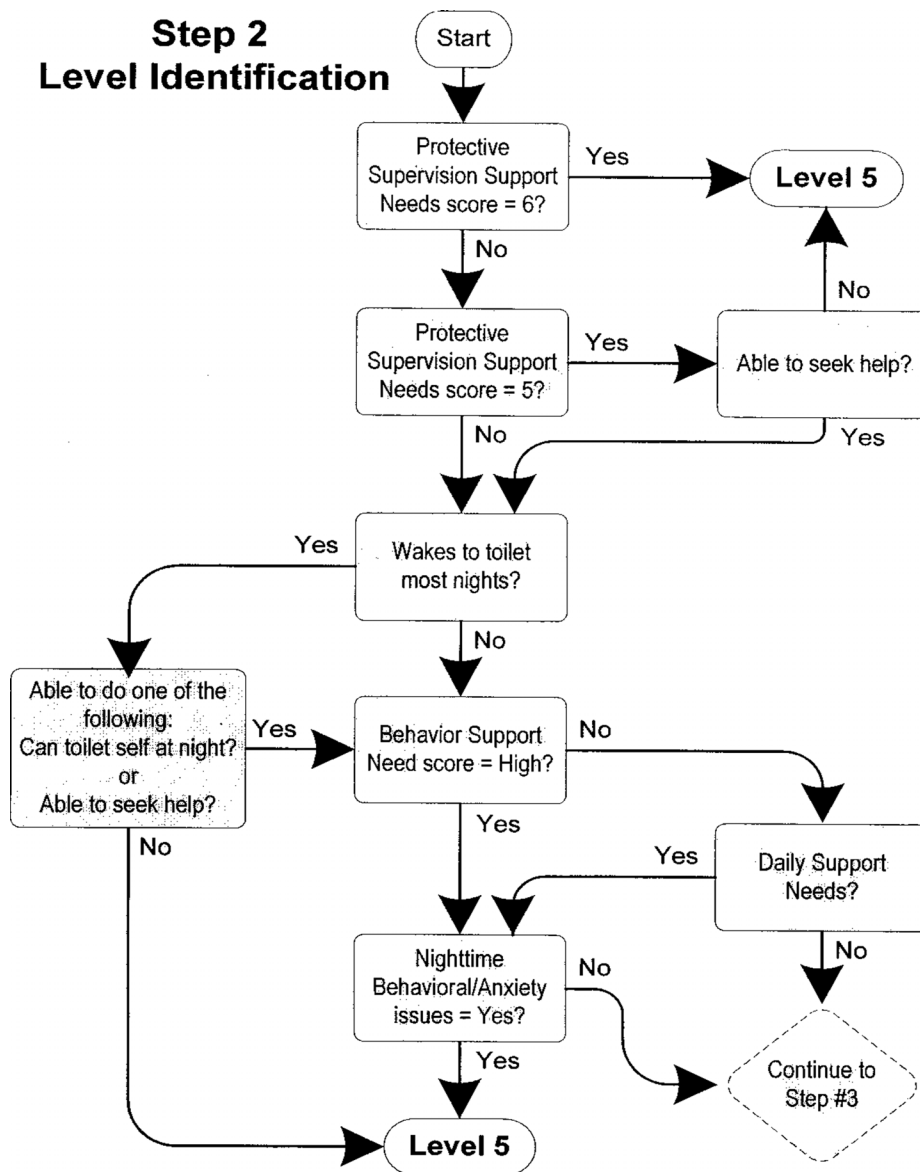 Step 2
Level Identification
Start
Protective
Supervision Support
Needs score = 6?
Yes
Level 5
No
No
Protective
Supervision Support
Needs score = 5?
Yes
Able to seek help?
No
Yes
Wakes to toilet
most nights?
Yes
No
Able to do one of the
following:
Can toilet self at night?
or
Able to seek help?
Yes
Behavior Support
Need score = High?
No
No
Yes
Yes
Daily Support
Needs?
Nighttime
Behavioral/Anxiety
issues = Yes?
No
No
Yes
Continue to
Step #3
Level 5